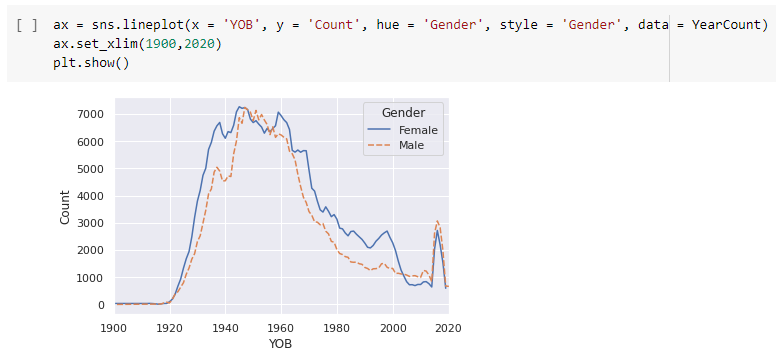 [ ] ax = sns.lineplot(x = 'YOB', y = 'Count', hue = 'Gender', style = 'Gender', data = YearCount)
ax.set_xlim(1900,2020)
plt.show()
Gender
Female
Male
7000
6000
5000
4000
3000
2000
1000
0
Count
1900 1920 1940 1960 1980 2000 2020
YOB